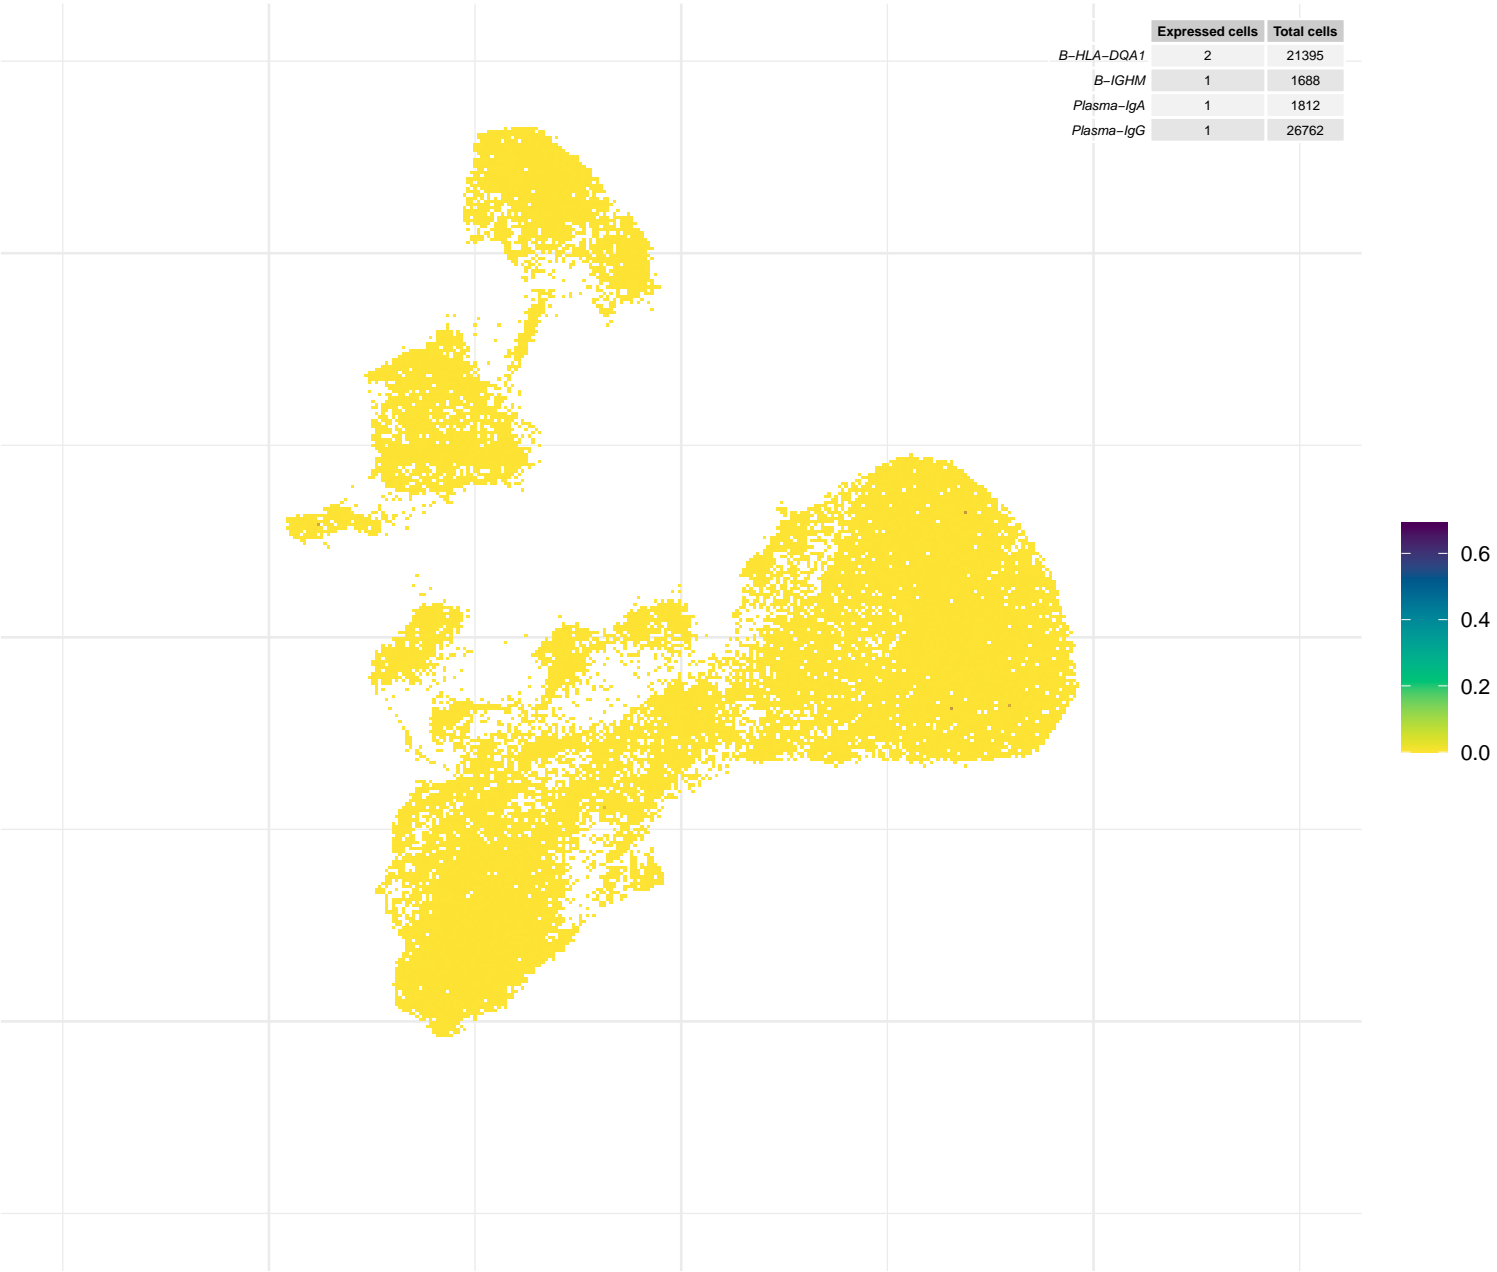 Expressed cells Total cells
B−HLA−DQA1 2 21395
B−IGHM 1 1688
Plasma−IgA 1 1812
Plasma−IgG 1 26762
0.6
0.4
0.2
0.0